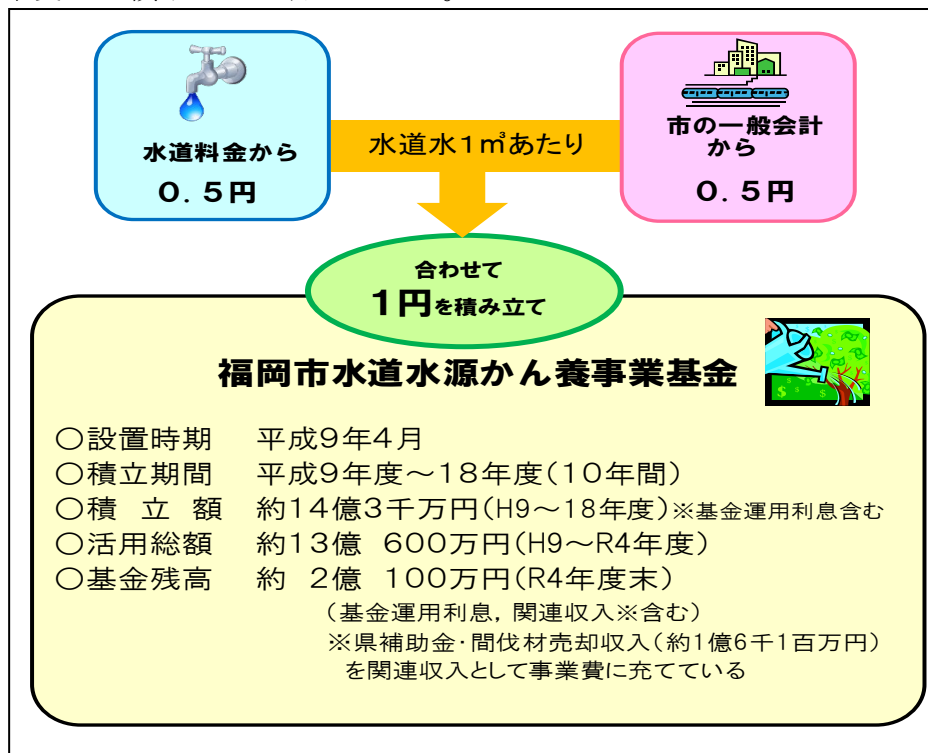 水道料金から
0.5円
水道水1㎥あたり
市の一般会計
から
0.5円
合わせて
1円を積み立て
福岡市水道水源かん養事業基金
○設置時期 平成9年4月
○積立期間 平成9年度～18年度(10年間)
○積立額 約14億3千万円(H9～18年度)※基金運用利息含む
○活用総額 約13億 600万円(H9～R4年度)
○基金残高 約 2億 100万円(R4年度末)
(基金運用利息，関連収入※含む)
※県補助金・間伐材売却収入(約1億6千1百万円)
を関連収入として事業費に充てている